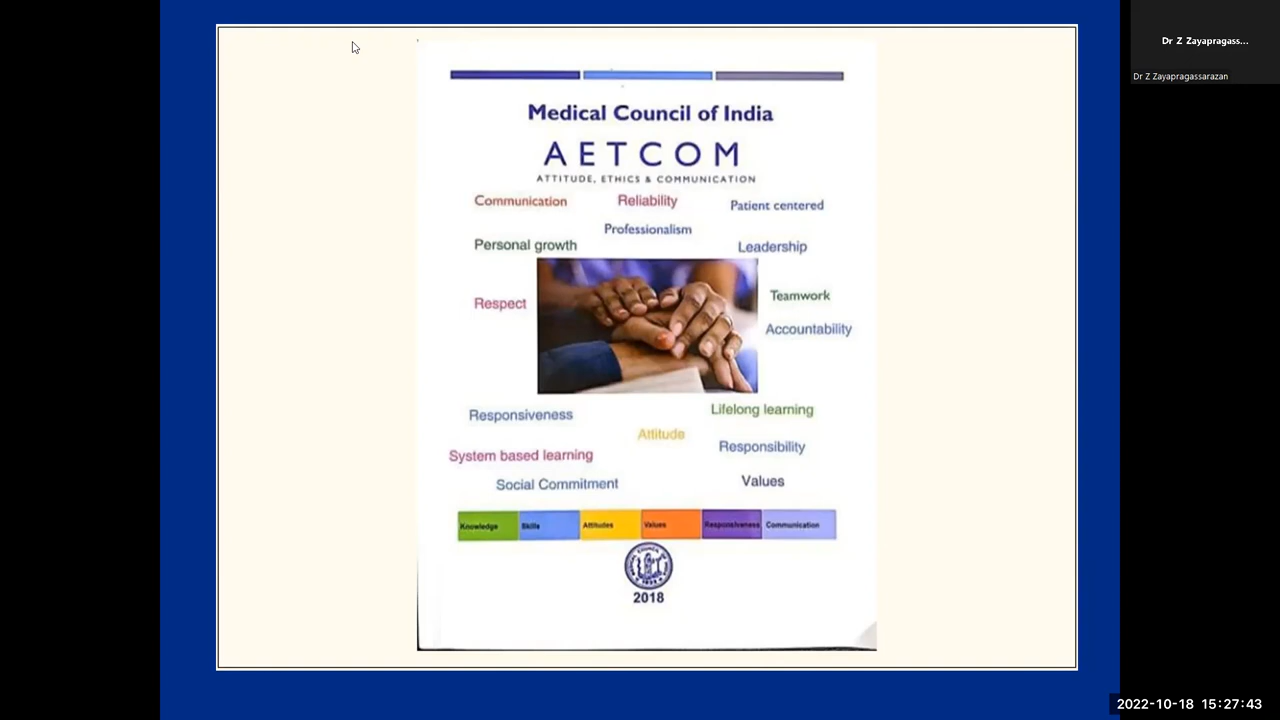 Medical Council of India
AETCOM
ATTITUDE, ETHICS & COMMUNICATION
Communication
Reliability
Patient centered
Professionalism
Personal growth
Leadership
Respect
Teamwork
Accountability
Responsiveness
Lifelong learning
Attitude
Responsibility
System based learning
Values
Social Commitment
Knowledge Skills Attitudes Values Responsiveness Communication
2018
Dr Z Zayapragass...
Dr Z Zayapragassarazan
2022-10-18 15:27:43